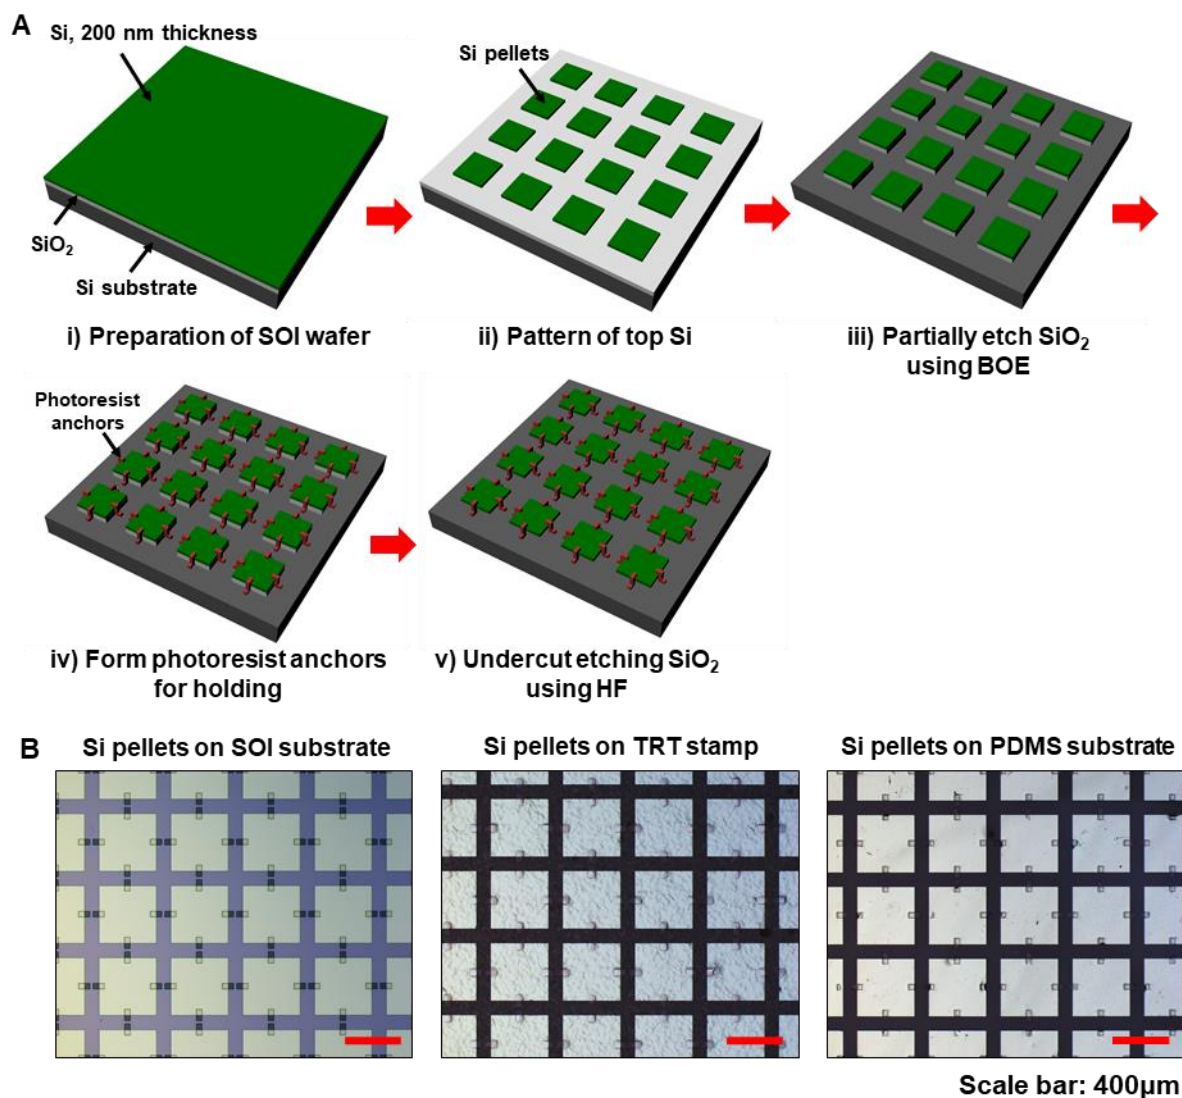 A
Si, 200 nm thickness
Si pellets
SiO₂
Si substrate
i) Preparation of SOI wafer
ii) Pattern of top Si
iii) Partially etch SiO₂
using BOE
Photoresist
anchors
iv) Form photoresist anchors
for holding
v) Undercut etching SiO₂
using HF
B
Si pellets on SOI substrate
Si pellets on TRT stamp
Si pellets on PDMS substrate
Scale bar: 400μm